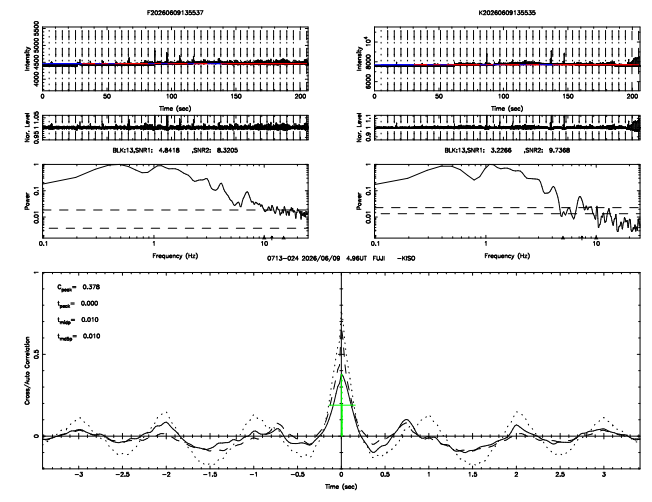 F20260609135537
K20260609135535
Intensity
4000 4500 5000 5500
Intensity
6000 8000 10⁴
0 50 100 150 200
0 50 100 150 200
Time (sec)
Time (sec)
Nor. Level
0.95 1 1.05
Nor. Level
0.9 1 1.1
BLK:13,SNR1: 4.8418 ,SNR2: 8.3205
BLK:13,SNR1: 3.2266 ,SNR2: 9.7368
Power
0.01 0.1 1
Power
0.01 0.1 1
0.1 1 10
0.1 1 10
Frequency (Hz)
Frequency (Hz)
0713-024 2026/06/09 4.96UT FUJI -KISO
C_peak= 0.378
t_peak= 0.000
t_midp= 0.010
Cross/Auto Correlation
0 0.5 1
−3 −2.5 −2 −1.5 −1 −0.5 0 0.5 1 1.5 2 2.5 3
Time (sec)